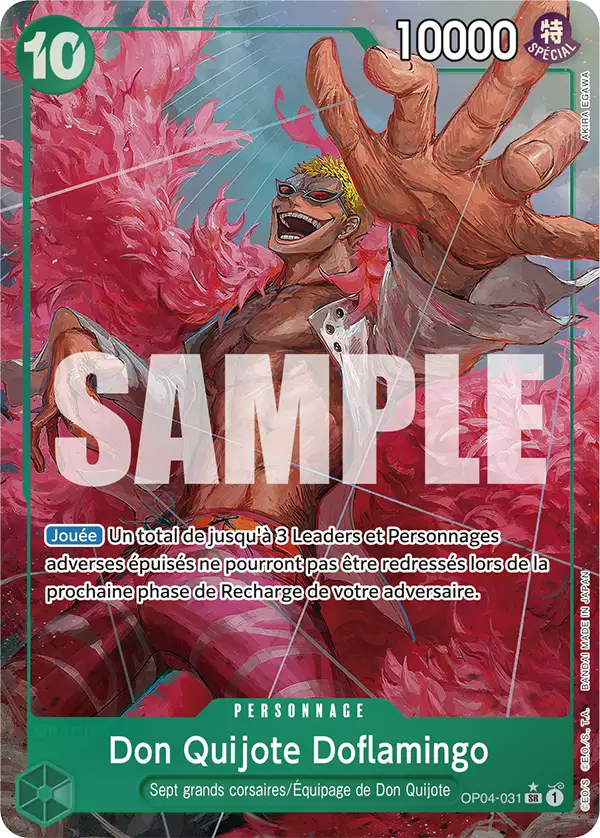 10
10000
特
SPÉCIAL
AKIRA EGAWA
SAMPLE
Jouée Un total de jusqu'à 3 Leaders et Personnages
adverses épuisés ne pourront pas être redressés lors de la
prochaine phase de Recharge de votre adversaire.
©E.O/S ©E.O./S., T.A. BANDAI MADE IN JAPAN
PERSONNAGE
Don Quijote Doflamingo
Sept grands corsaires/Équipage de Don Quijote
OP04-031 SR 1